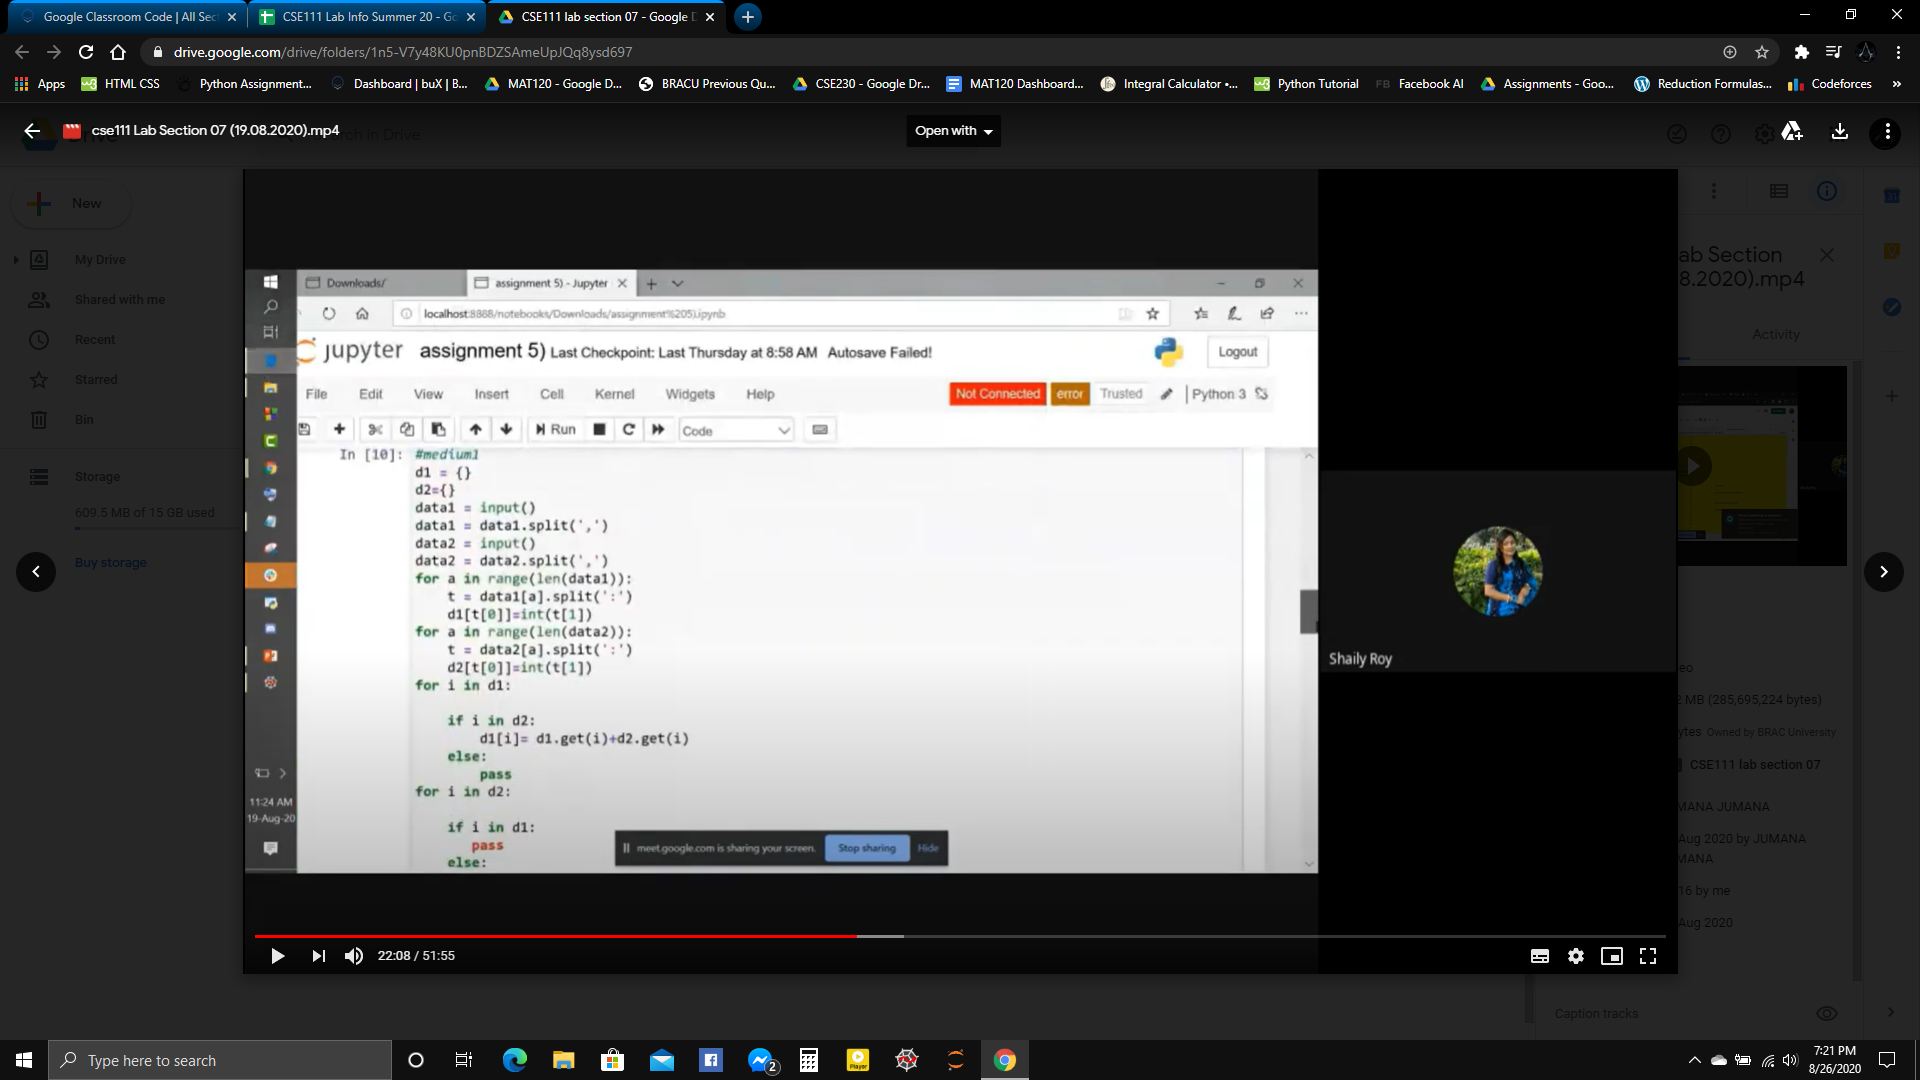 Google Classroom Code | All Sec
CSE111 Lab Info Summer 20 - Go
CSE111 lab section 07 - Google D
drive.google.com/drive/folders/1n5-V7y48KU0pnBDZSAmeUpJQq8ysd697
Apps
HTML CSS
Python Assignment...
Dashboard | buX | B...
MAT120 - Google D...
BRACU Previous Qu...
CSE230 - Google Dr...
MAT120 Dashboard...
Integral Calculator •...
Python Tutorial
FB Facebook AI
Assignments - Goo...
Reduction Formulas...
Codeforces
»
cse111 Lab Section 07 (19.08.2020).mp4
ch in Drive
Open with
New
My Drive
Shared with me
Recent
Starred
Bin
Storage
609.5 MB of 15 GB used
Buy storage
Downloads/
assignment 5) - Jupyter
localhost:8888/notebooks/Downloads/assignment%205).ipynb
jupyter assignment 5) Last Checkpoint: Last Thursday at 8:58 AM Autosave Failed!
Logout
File Edit View Insert Cell Kernel Widgets Help
Not Connected error Trusted Python 3
Run Code
In [10]: #medium1
d1 = {}
d2={}
data1 = input()
data1 = data1.split(',')
data2 = input()
data2 = data2.split(',')
for a in range(len(data1)):
    t = data1[a].split(':')
    d1[t[0]]=int(t[1])
for a in range(len(data2)):
    t = data2[a].split(':')
    d2[t[0]]=int(t[1])
for i in d1:
    if i in d2:
        d1[i]= d1.get(i)+d2.get(i)
    else:
        pass
for i in d2:
    if i in d1:
        pass
    else:
11:24 AM
19-Aug-20
meet.google.com is sharing your screen. Stop sharing Hide
Shaily Roy
22:08 / 51:55
ab Section
8.2020).mp4
Activity
eo
2 MB (285,695,224 bytes)
ytes Owned by BRAC University
CSE111 lab section 07
MANA JUMANA
Aug 2020 by JUMANA
MANA
16 by me
Aug 2020
Caption tracks
Type here to search
2
Player
7:21 PM
8/26/2020